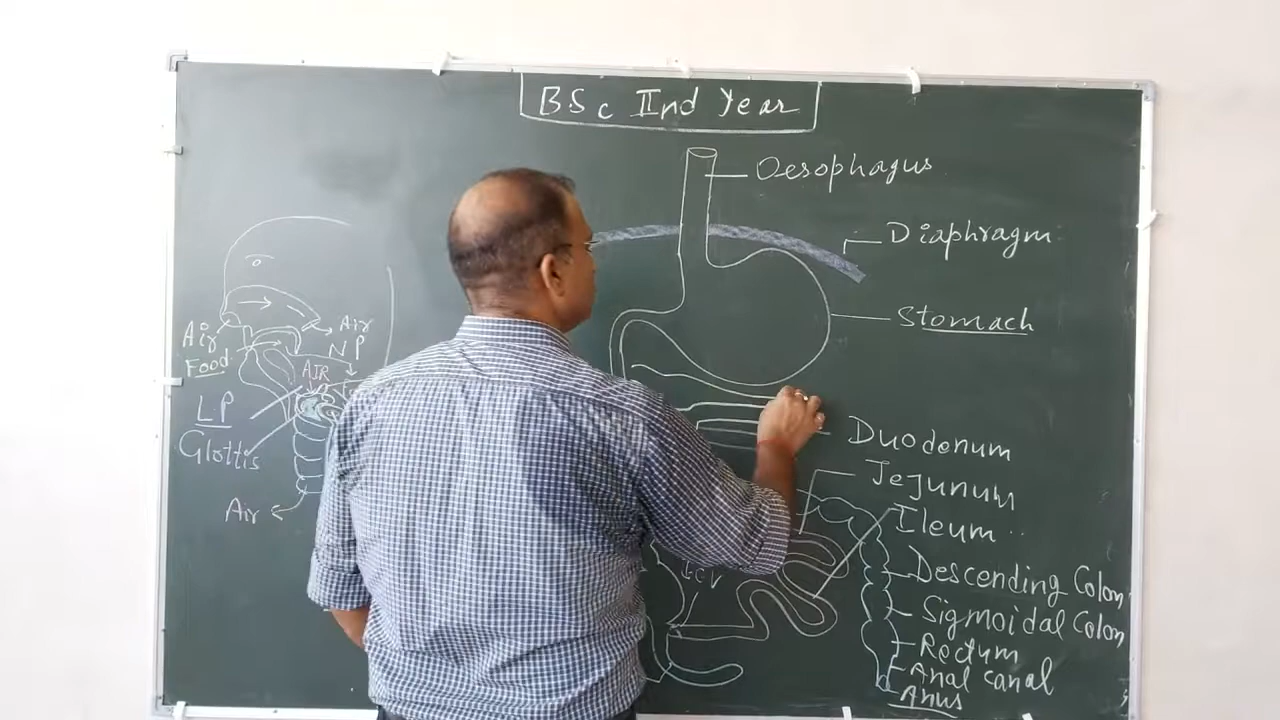 BSc IInd Year
Oesophagus
Diaphragm
Stomach
Duodenum
Jejunum
Ileum
Descending Colon
Sigmoidal Colon
Rectum
Anal canal
Anus
ICV
Air
Food
Air
NP
AIR
LP
Glottis
Air